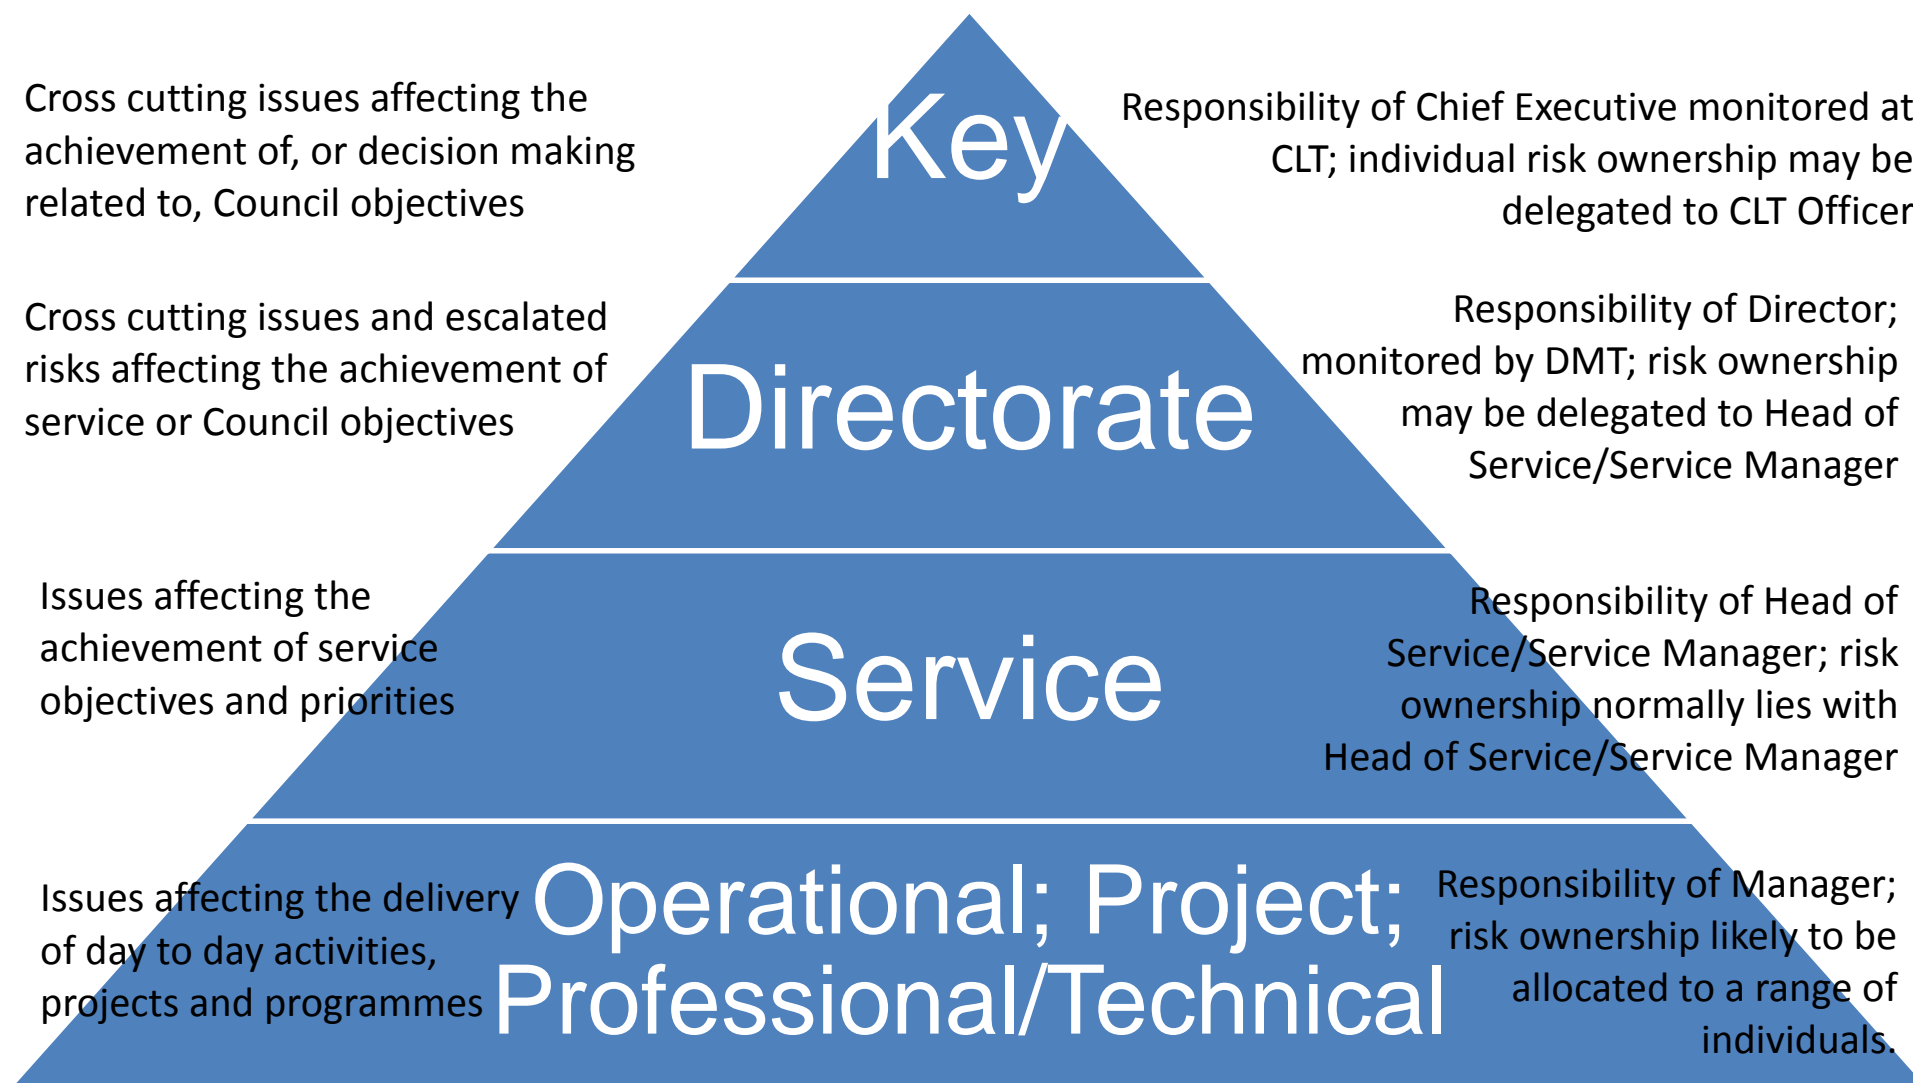 Cross cutting issues affecting the
achievement of, or decision making
related to, Council objectives
Key
Responsibility of Chief Executive monitored at
CLT; individual risk ownership may be
delegated to CLT Officer
Cross cutting issues and escalated
risks affecting the achievement of
service or Council objectives
Directorate
Responsibility of Director;
monitored by DMT; risk ownership
may be delegated to Head of
Service/Service Manager
Issues affecting the
achievement of service
objectives and priorities
Service
Responsibility of Head of
Service/Service Manager; risk
ownership normally lies with
Head of Service/Service Manager
Issues affecting the delivery
of day to day activities,
projects and programmes
Operational; Project;
Professional/Technical
Responsibility of Manager;
risk ownership likely to be
allocated to a range of
individuals.